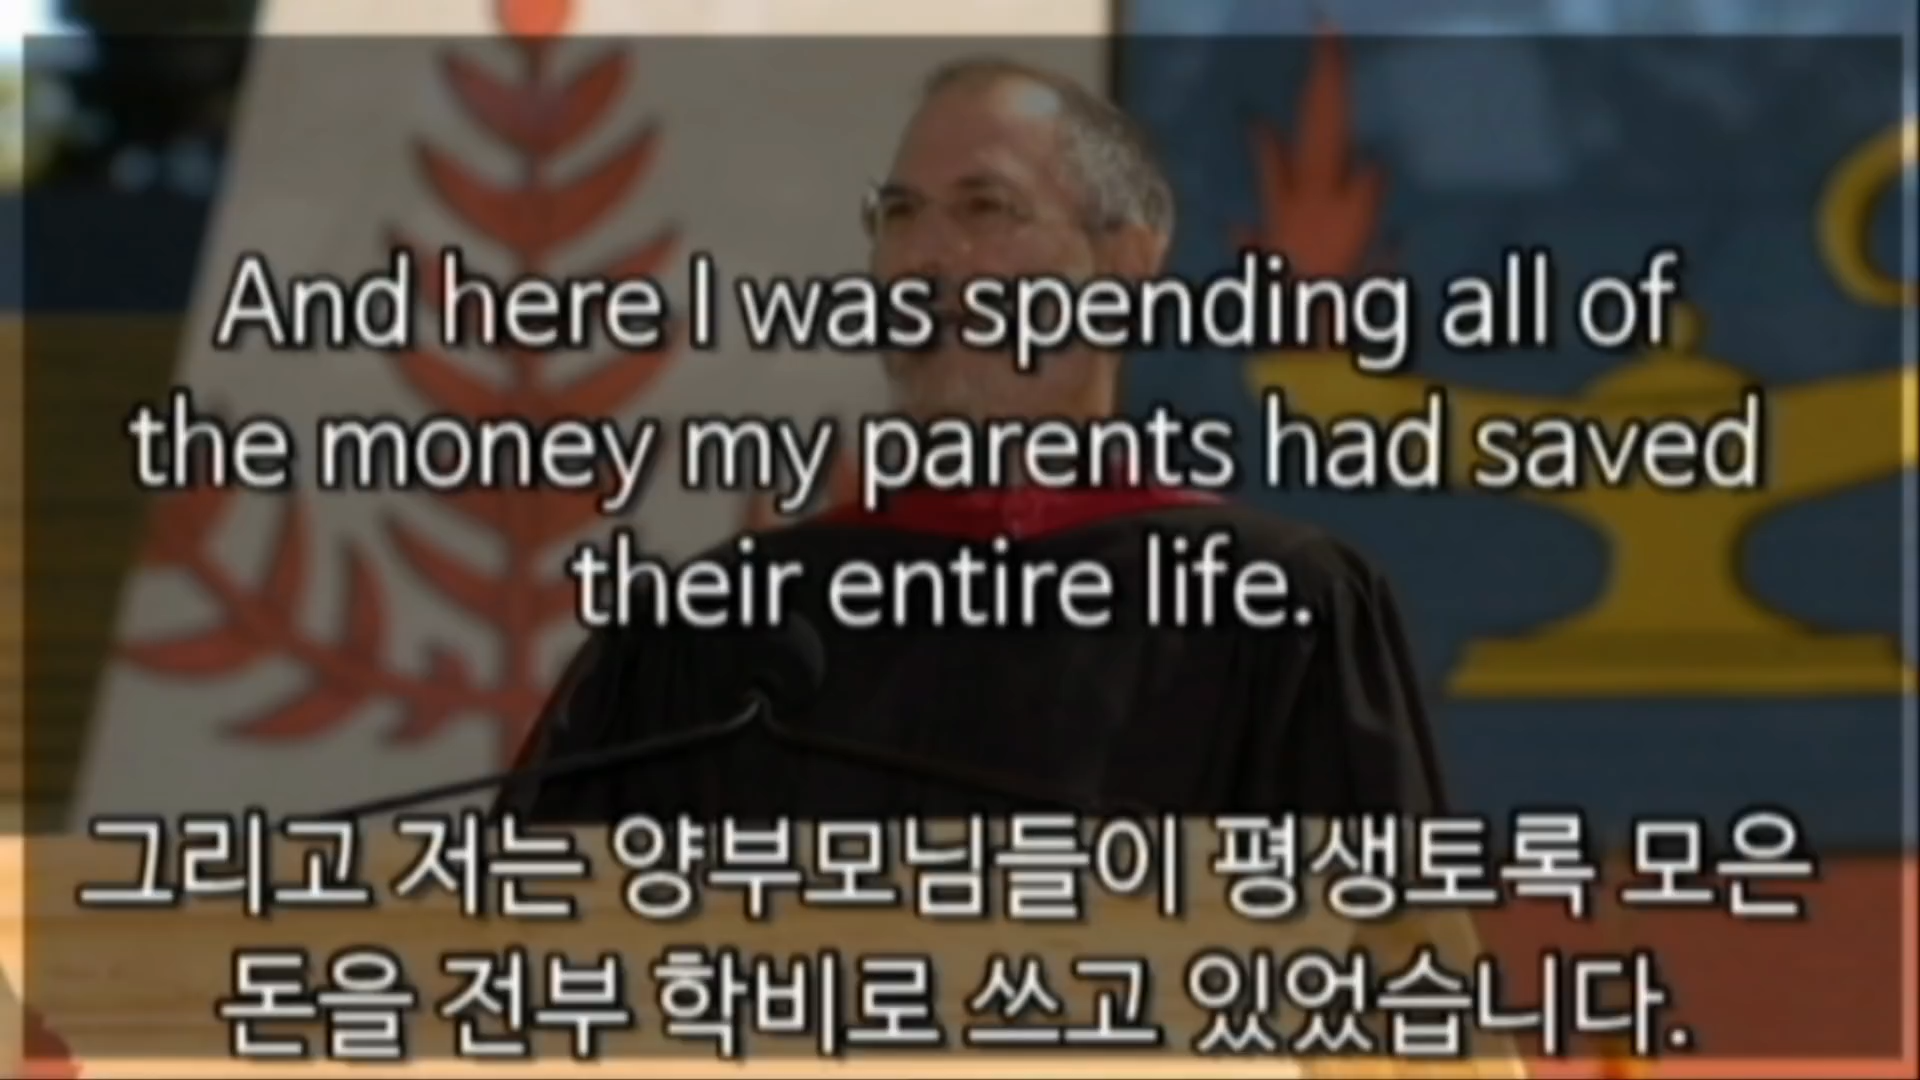 And here I was spending all of
the money my parents had saved
their entire life.
그리고 저는 양부모님들이 평생토록 모은
돈을 전부 학비로 쓰고 있었습니다.